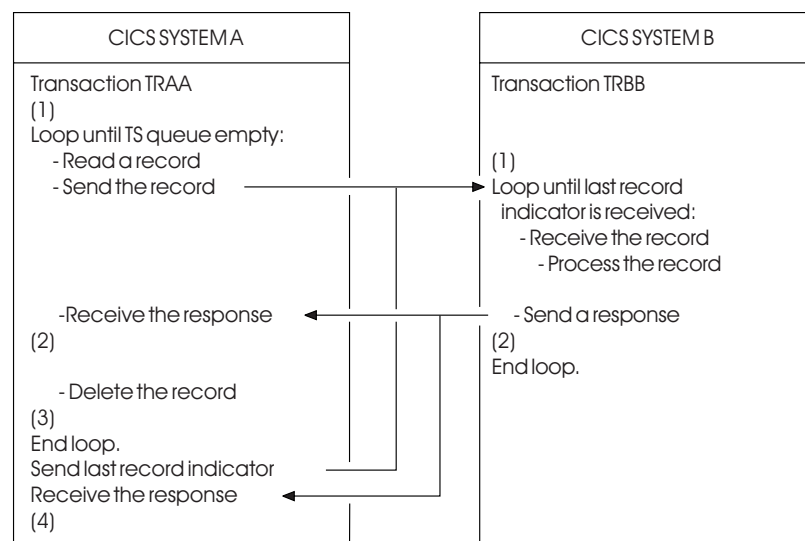 CICS SYSTEM A
Transaction TRAA
(1)
Loop until TS queue empty:
- Read a record
- Send the record
-Receive the response
(2)
- Delete the record
(3)
End loop.
Send last record indicator
Receive the response
(4)
CICS SYSTEM B
Transaction TRBB
(1)
Loop until last record
indicator is received:
- Receive the record
- Process the record
- Send a response
(2)
End loop.